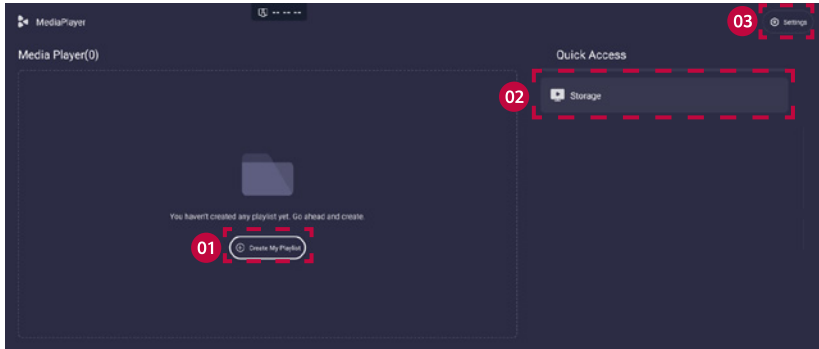 MediaPlayer
-- -- --
03
Settings
Media Player(0)
Quick Access
02
Storage
You haven't created any playlist yet. Go ahead and create.
01
Create My Playlist